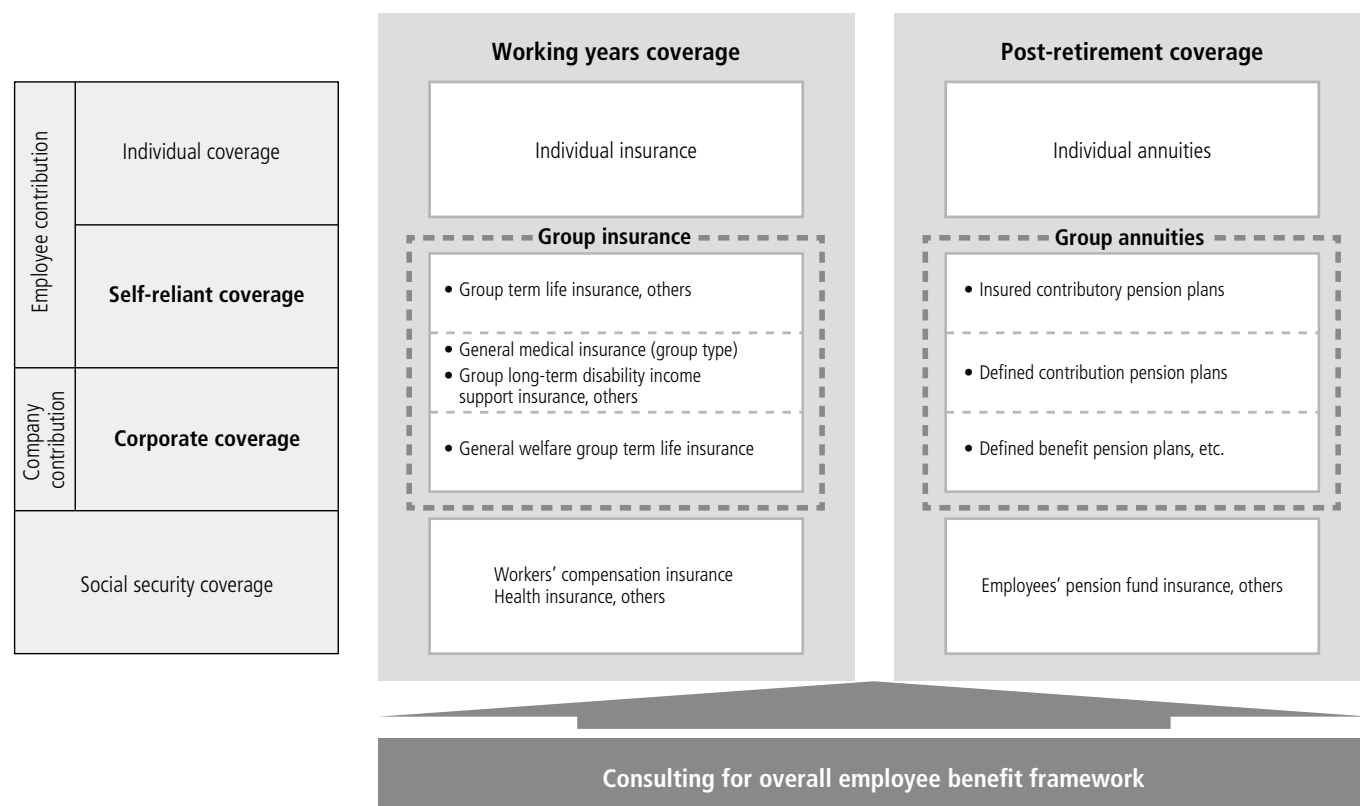 Employee contribution
Individual coverage
Self-reliant coverage
Company
contribution
Corporate coverage
Social security coverage
Working years coverage
Individual insurance
Group insurance
• Group term life insurance, others
• General medical insurance (group type)
• Group long-term disability income
support insurance, others
• General welfare group term life insurance
Workers’ compensation insurance
Health insurance, others
Post-retirement coverage
Individual annuities
Group annuities
• Insured contributory pension plans
• Defined contribution pension plans
• Defined benefit pension plans, etc.
Employees’ pension fund insurance, others
Consulting for overall employee benefit framework